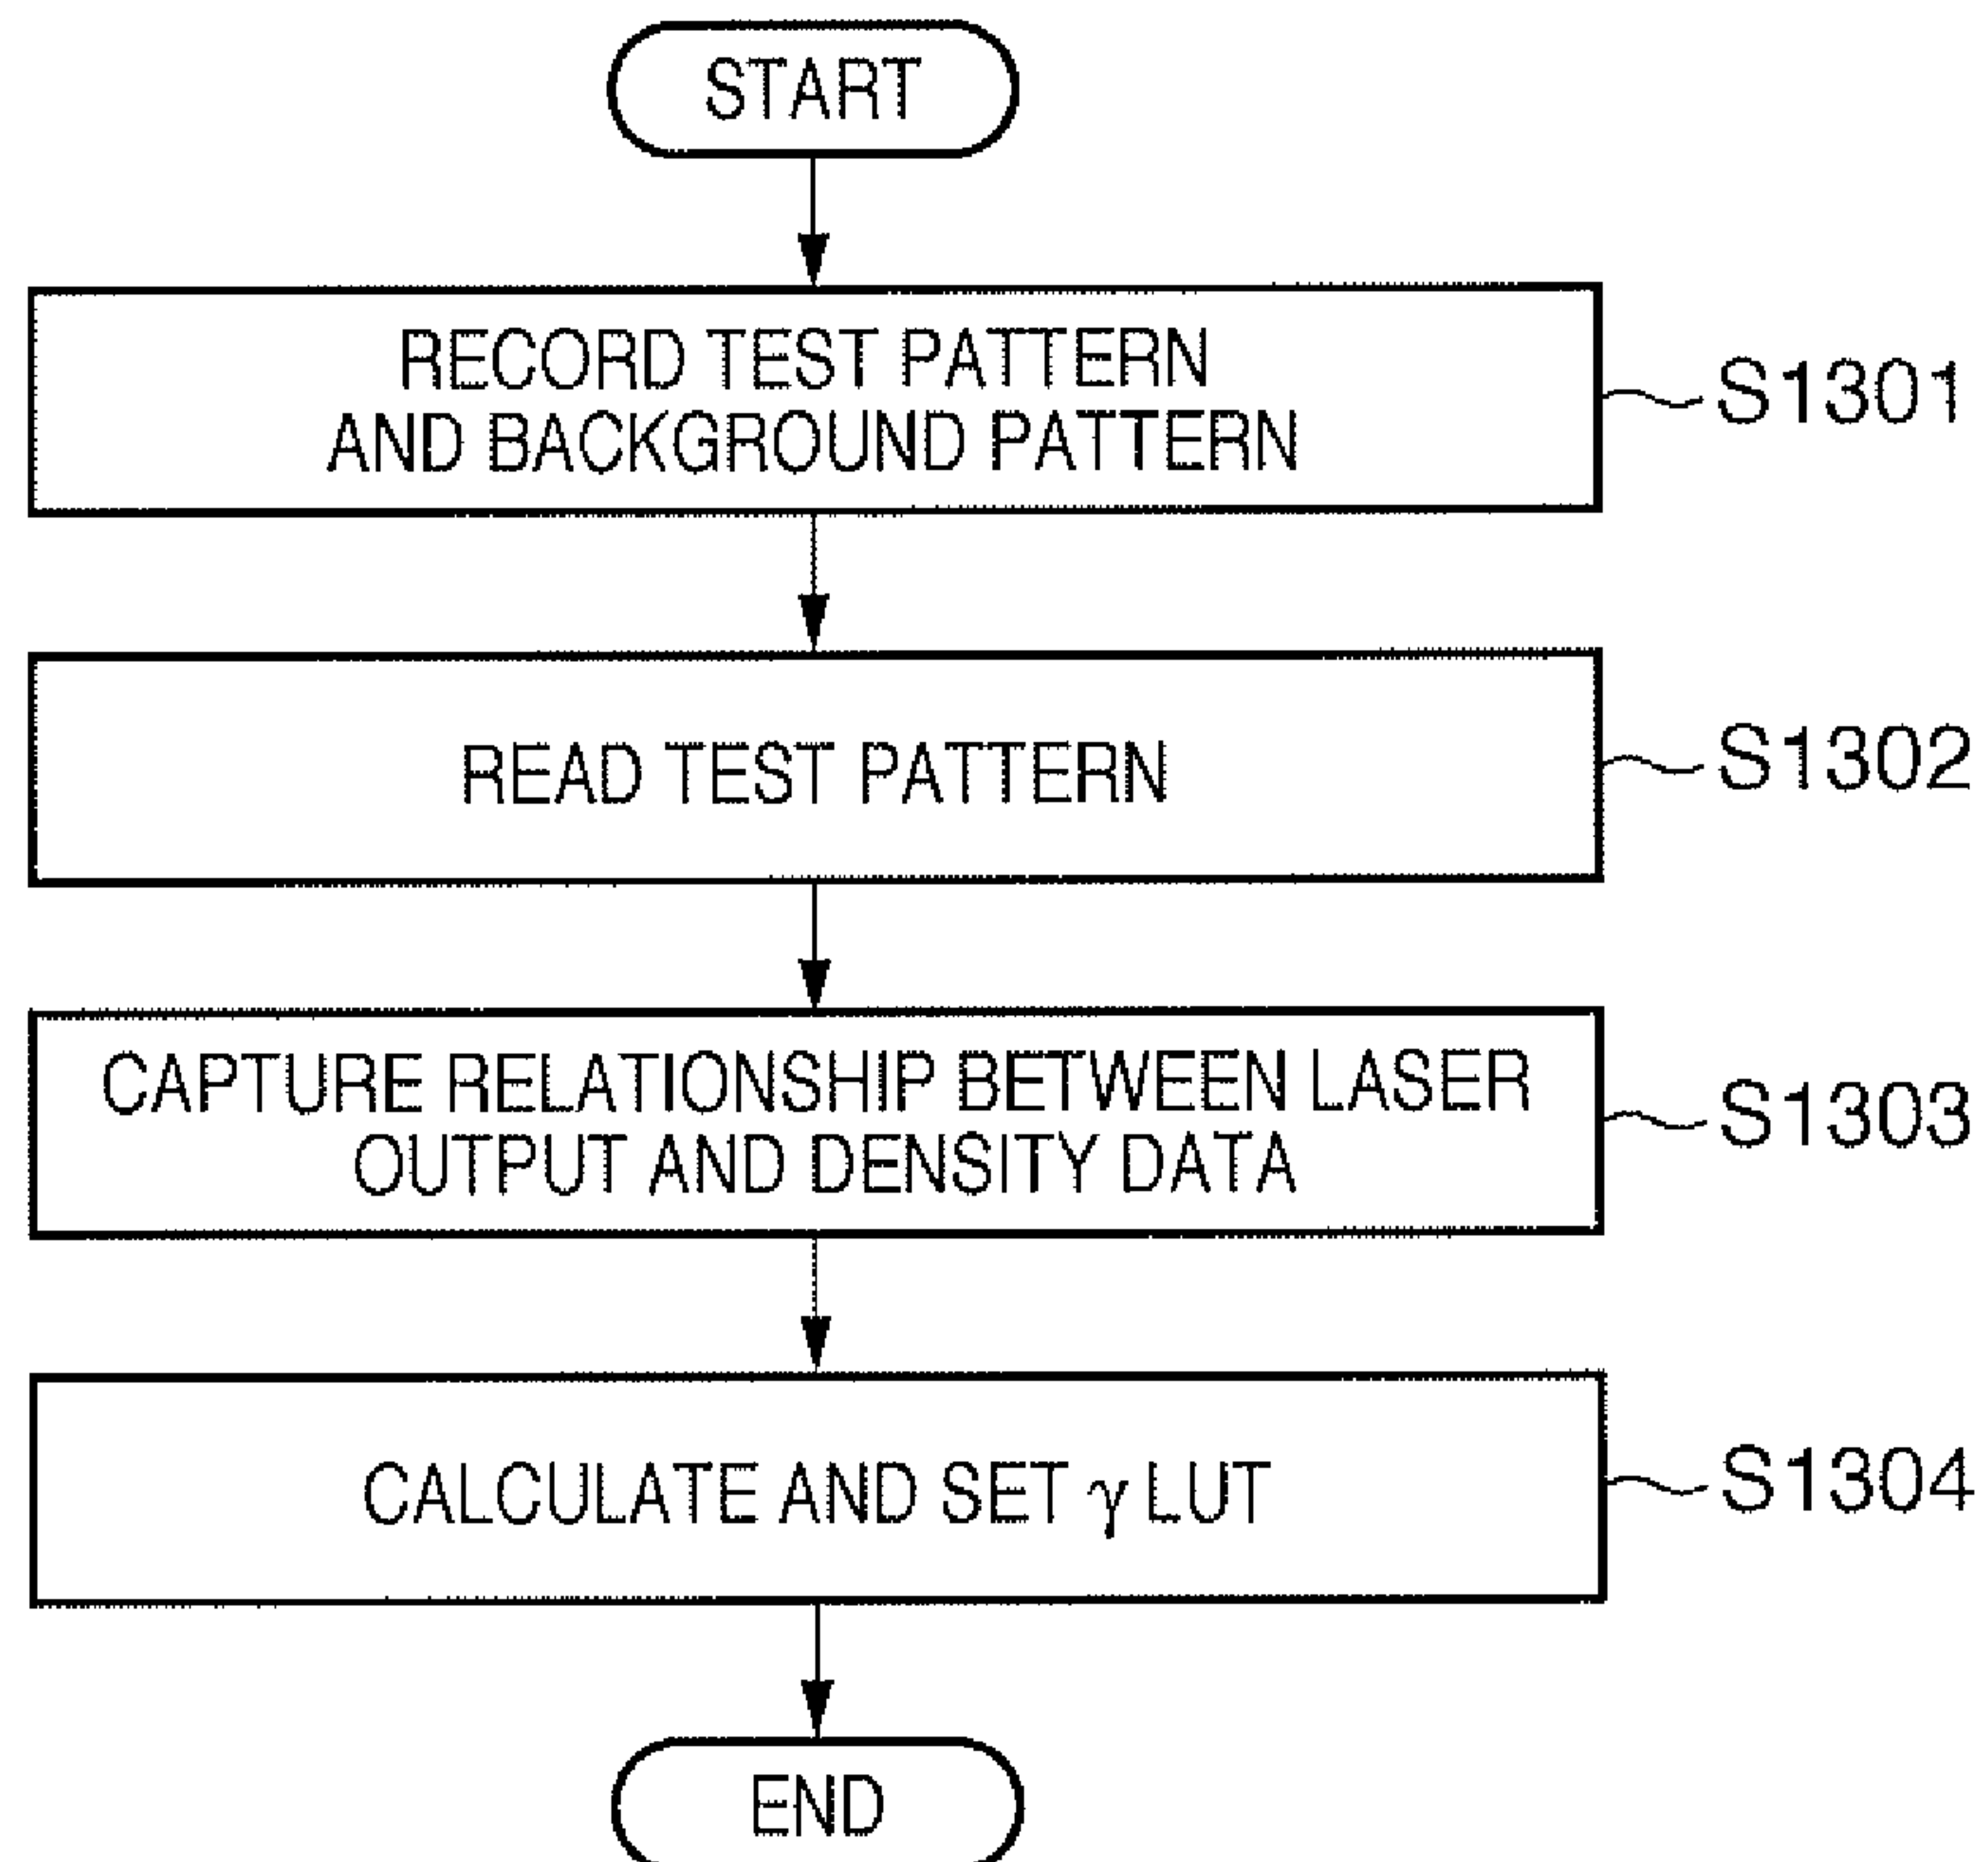 START
RECORD TEST PATTERN
AND BACKGROUND PATTERN
S1301
READ TEST PATTERN
S1302
CAPTURE RELATIONSHIP BETWEEN LASER
OUTPUT AND DENSITY DATA
S1303
CALCULATE AND SET γ LUT
S1304
END